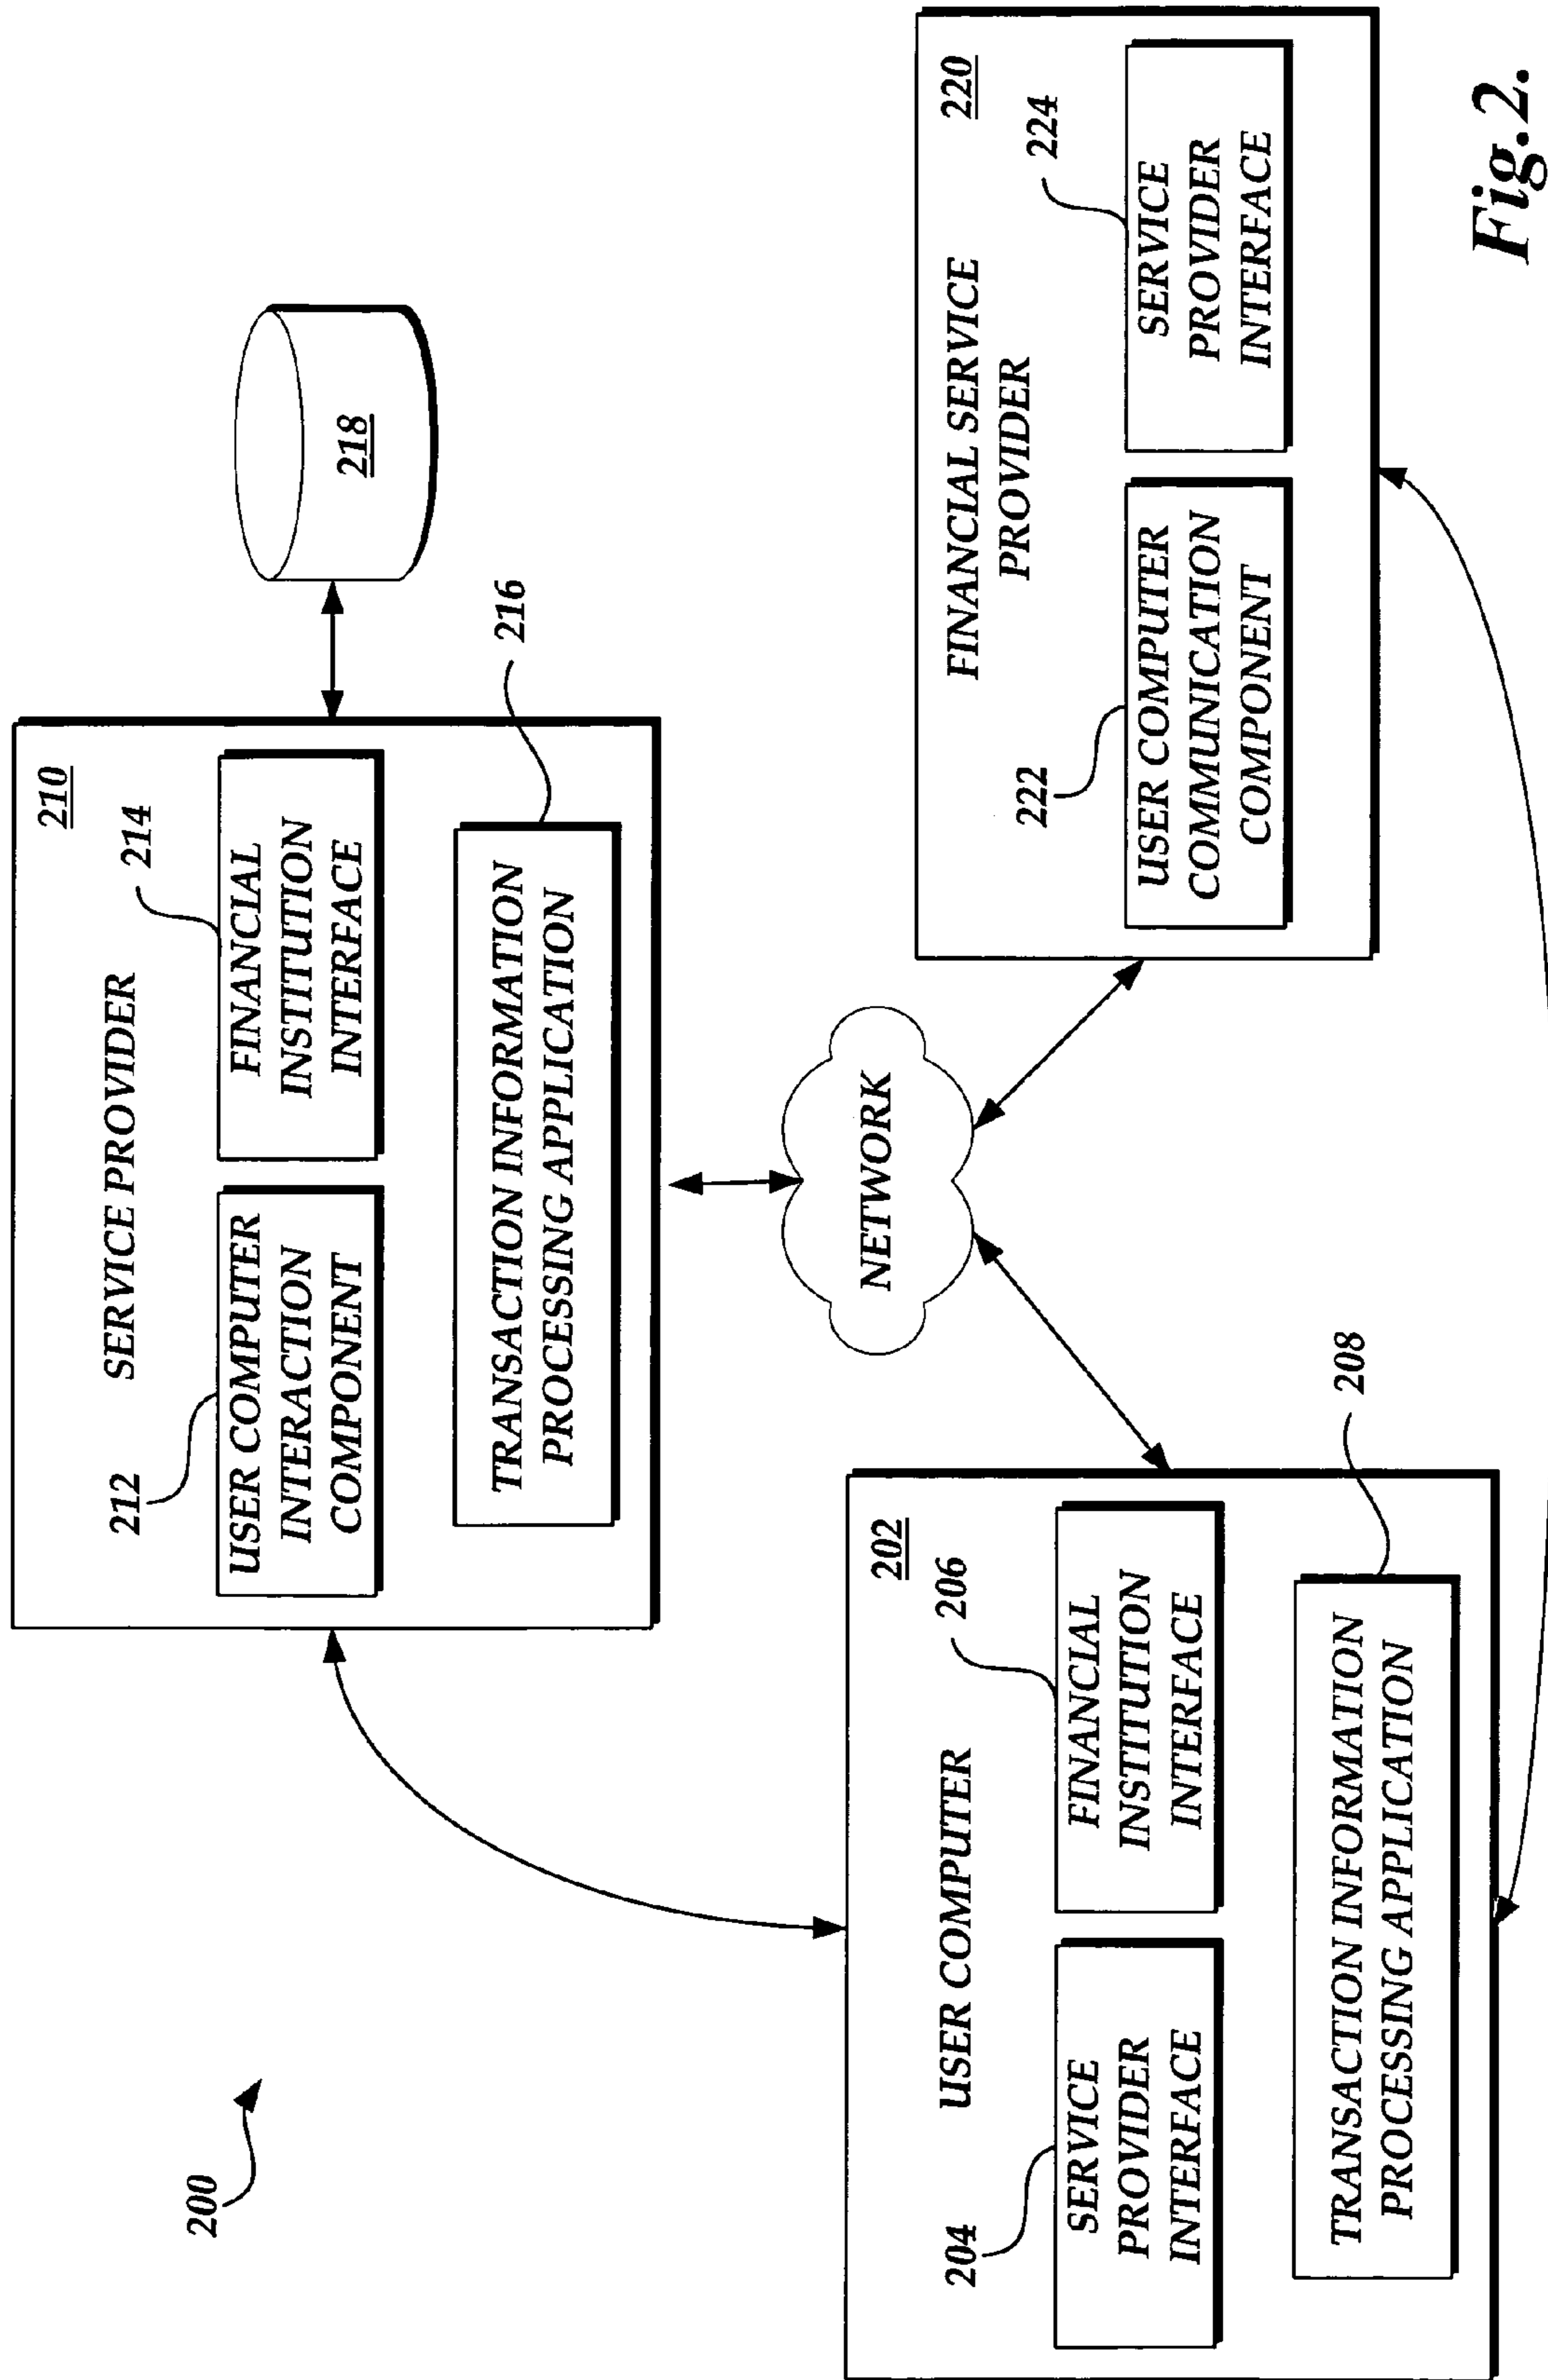 200
210
SERVICE PROVIDER
212
214
USER COMPUTER
INTERACTION
COMPONENT
FINANCIAL
INSTITUTION
INTERFACE
TRANSACTION INFORMATION
PROCESSING APPLICATION
216
218
NETWORK
202
USER COMPUTER
204
206
SERVICE
PROVIDER
INTERFACE
FINANCIAL
INSTITUTION
INTERFACE
TRANSACTION INFORMATION
PROCESSING APPLICATION
208
220
FINANCIAL SERVICE
PROVIDER
222
224
USER COMPUTER
COMMUNICATION
COMPONENT
SERVICE
PROVIDER
INTERFACE
Fig.2.